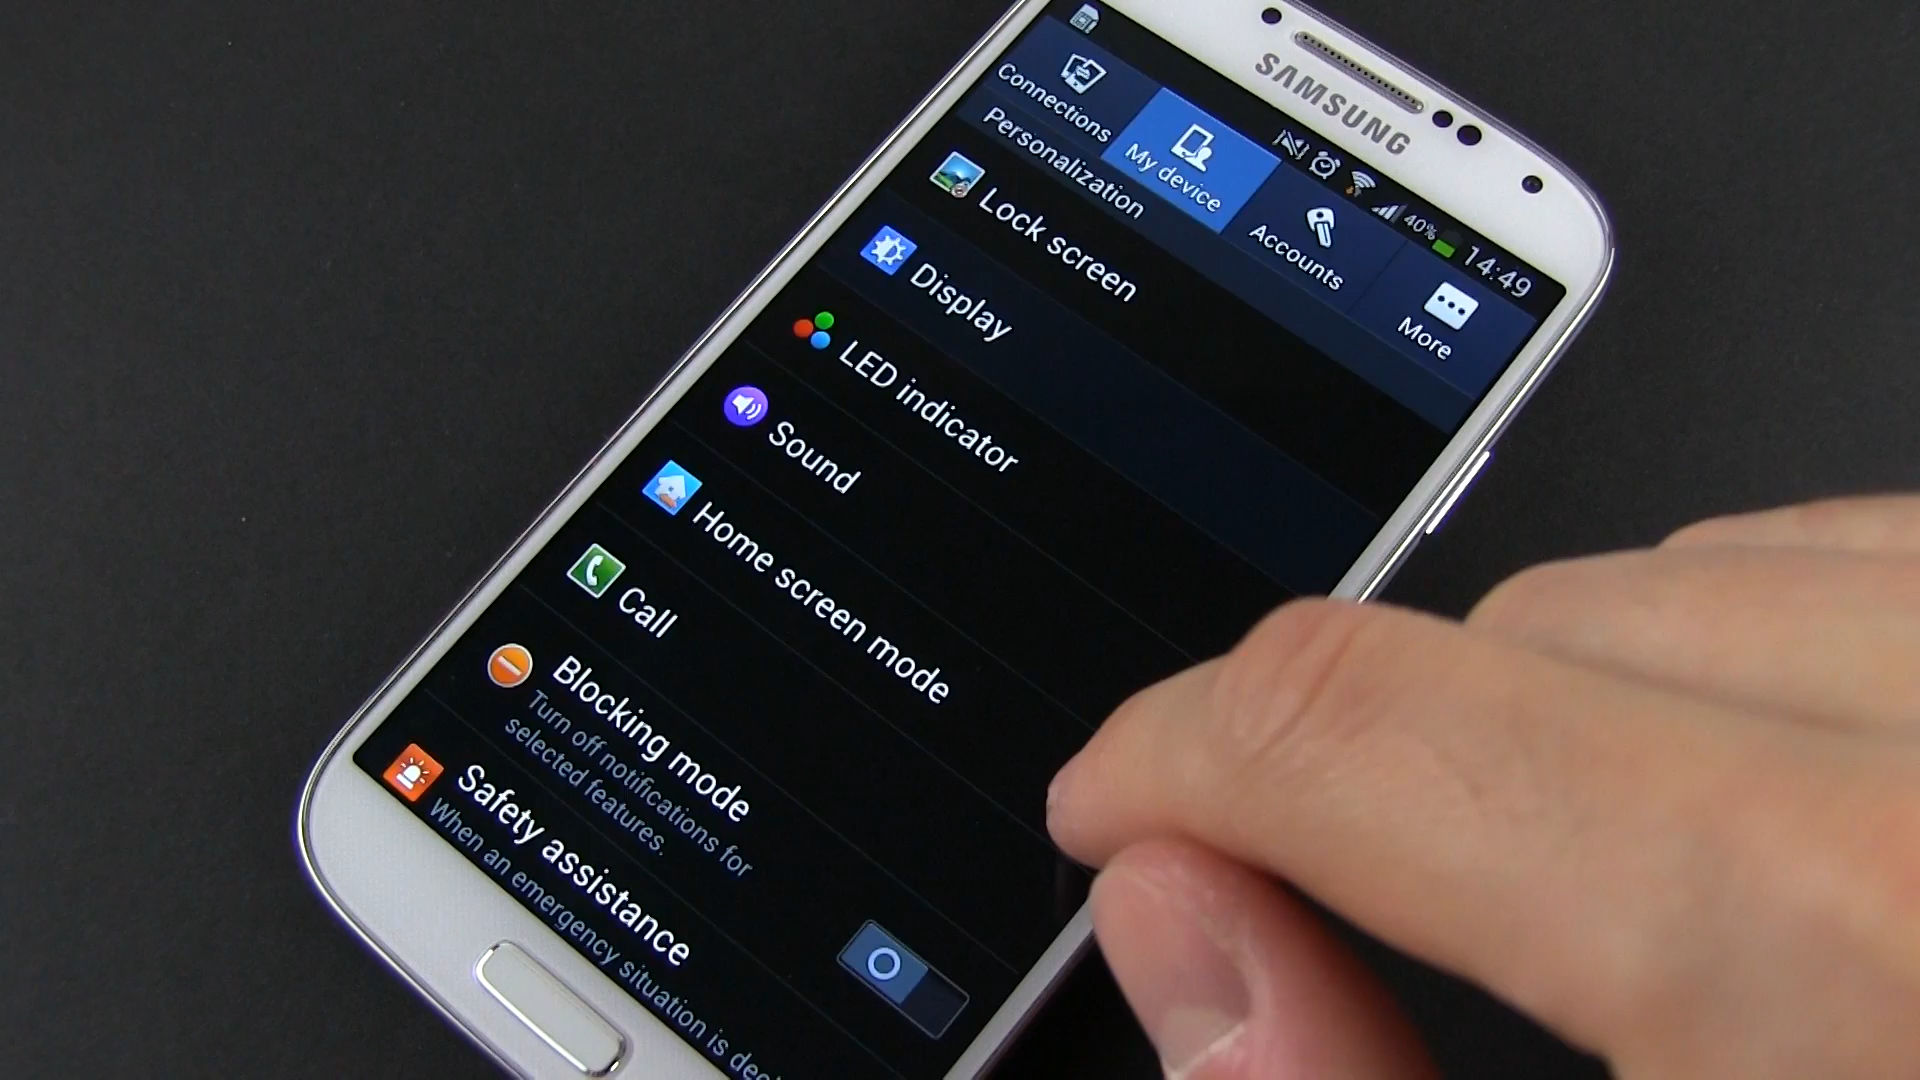 SAMSUNG
40%
14:49
Connections
My device
Accounts
More
Personalization
Lock screen
Display
LED indicator
Sound
Home screen mode
Call
Blocking mode
Turn off notifications for
selected features.
Safety assistance
When an emergency situation is